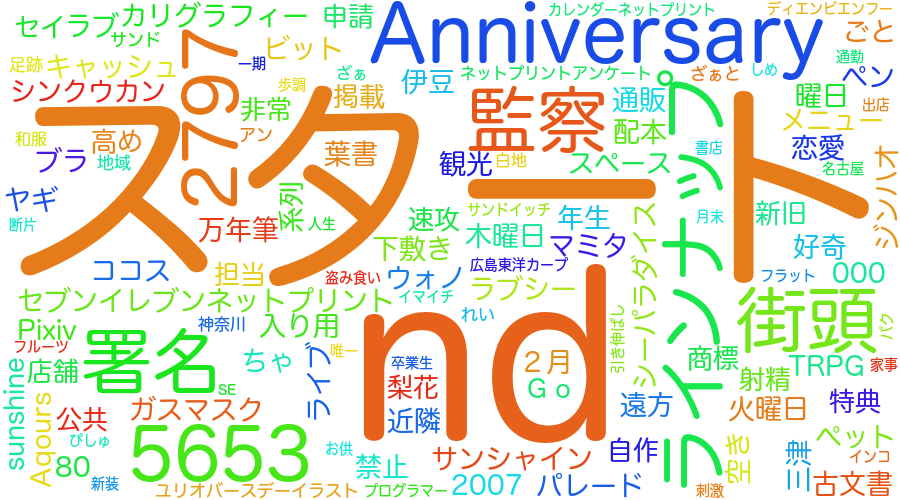 セイラブ
カリグラフィー
申請
Anniversary
カレンダーネットプリント
ディエンビエンフー
ごと
サンド
ビット
足跡
キャッシュ
一期
ざぁ
伊豆
ネットプリントアンケート
ざぁと
しめ
通勤
ペン
シンクウカン
2797
歩調
掲載
非常
監察
通販
曜日
出店
スタート
和服
高め
アン
配本
メニュー
ブラ
地域
葉書
観光
白地
スペース
書店
恋愛
名古屋
ヤギ
系列
人生
速攻
サンドイッチ
年生
月末
新旧
ジンバオ
断片
万年筆
下敷き
木曜日
マミタ
好奇
ココス
担当
盗み食い
ウォノ
広島東洋カープ
ラブシー
フラット
000
セブンイレブンネットプリント
イマイチ
シーパラダイス
ラインナップ
街頭
Pixiv
神奈川
入り用
れい
引き伸ばし
バク
フルーツ
署名
ちゃ
ライブ
唯一
卒業生
nd
2月
商標
TRPG
家事
sunshine
店舗
SE
梨花
Go
射精
Aqours
公共
ガスマスク
近隣
遠方
火曜日
特典
ぴしゅ
5653
お供
サンシャイン
自作
空き
ペット
80
禁止
三津
インコ
新装
ユリオバースデーイラスト
プログラマー
2007
パレード
刺激
古文書